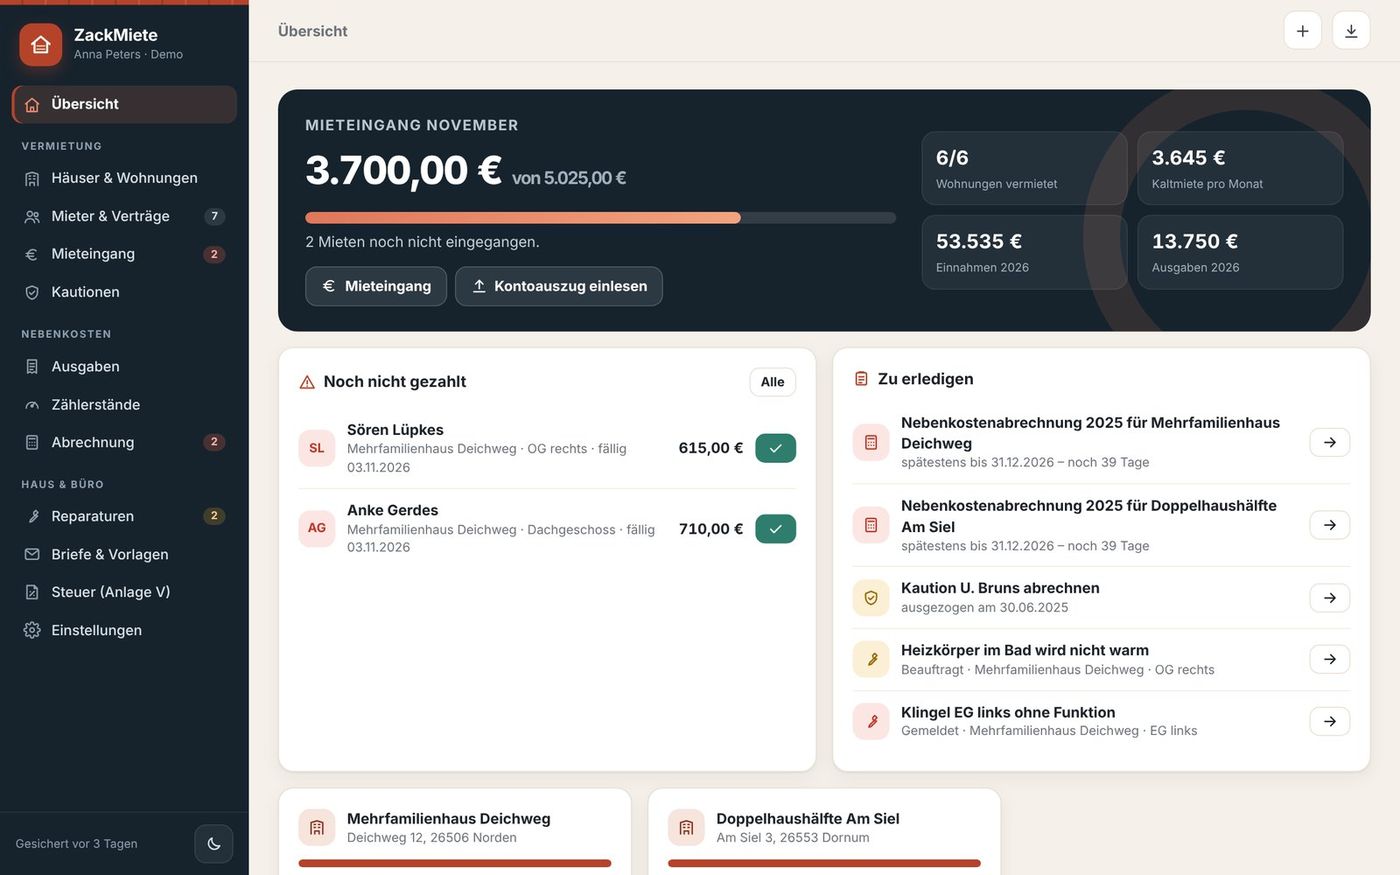 ZackMiete
Anna Peters · Demo
Übersicht
VERMIETUNG
Häuser & Wohnungen
Mieter & Verträge 7
Mieteingang 2
Kautionen
NEBENKOSTEN
Ausgaben
Zählerstände
Abrechnung 2
HAUS & BÜRO
Reparaturen 2
Briefe & Vorlagen
Steuer (Anlage V)
Einstellungen
Gesichert vor 3 Tagen
Übersicht
MIETEINGANG NOVEMBER
3.700,00 € von 5.025,00 €
2 Mieten noch nicht eingegangen.
Mieteingang
Kontoauszug einlesen
6/6
Wohnungen vermietet
3.645 €
Kaltmiete pro Monat
53.535 €
Einnahmen 2026
13.750 €
Ausgaben 2026
Noch nicht gezahlt
Alle
SL
Sören Lüpkes
Mehrfamilienhaus Deichweg · OG rechts · fällig
03.11.2026
615,00 €
AG
Anke Gerdes
Mehrfamilienhaus Deichweg · Dachgeschoss · fällig
03.11.2026
710,00 €
Zu erledigen
Nebenkostenabrechnung 2025 für Mehrfamilienhaus
Deichweg
spätestens bis 31.12.2026 – noch 39 Tage
Nebenkostenabrechnung 2025 für Doppelhaushälfte
Am Siel
spätestens bis 31.12.2026 – noch 39 Tage
Kaution U. Bruns abrechnen
ausgezogen am 30.06.2025
Heizkörper im Bad wird nicht warm
Beauftragt · Mehrfamilienhaus Deichweg · OG rechts
Klingel EG links ohne Funktion
Gemeldet · Mehrfamilienhaus Deichweg · EG links
Mehrfamilienhaus Deichweg
Deichweg 12, 26506 Norden
Doppelhaushälfte Am Siel
Am Siel 3, 26553 Dornum